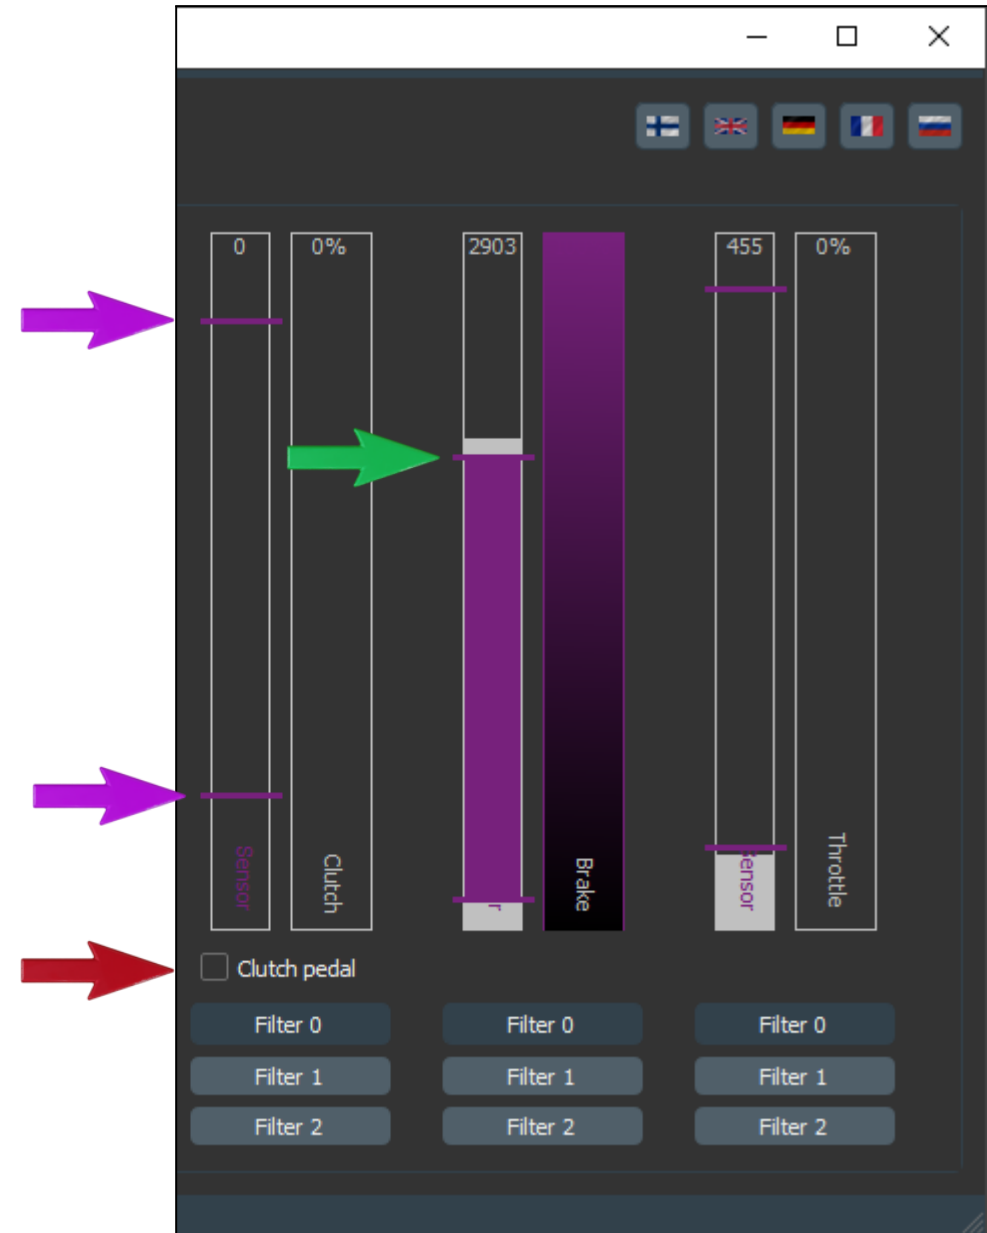 0
0%
2903
455
0%
Sensor
Clutch
r
Brake
Sensor
Throttle
Clutch pedal
Filter 0
Filter 0
Filter 0
Filter 1
Filter 1
Filter 1
Filter 2
Filter 2
Filter 2